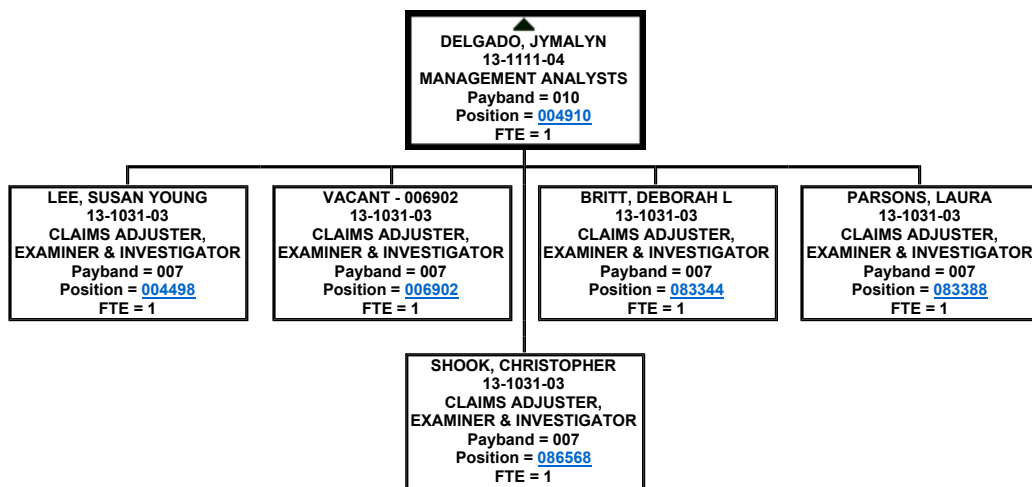 DELGADO, JYMALYN
13-1111-04
MANAGEMENT ANALYSTS
Payband = 010
Position = 004910
FTE = 1
LEE, SUSAN YOUNG
13-1031-03
CLAIMS ADJUSTER,
EXAMINER & INVESTIGATOR
Payband = 007
Position = 004498
FTE = 1
VACANT - 006902
13-1031-03
CLAIMS ADJUSTER,
EXAMINER & INVESTIGATOR
Payband = 007
Position = 006902
FTE = 1
BRITT, DEBORAH L
13-1031-03
CLAIMS ADJUSTER,
EXAMINER & INVESTIGATOR
Payband = 007
Position = 083344
FTE = 1
PARSONS, LAURA
13-1031-03
CLAIMS ADJUSTER,
EXAMINER & INVESTIGATOR
Payband = 007
Position = 083388
FTE = 1
SHOOK, CHRISTOPHER
13-1031-03
CLAIMS ADJUSTER,
EXAMINER & INVESTIGATOR
Payband = 007
Position = 086568
FTE = 1